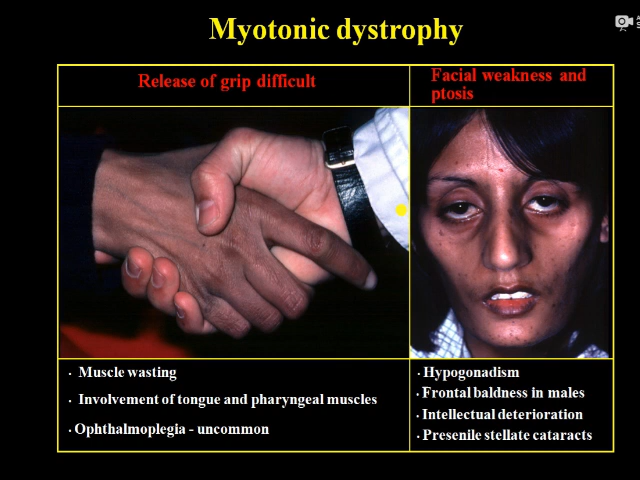 Myotonic dystrophy
Release of grip difficult
Facial weakness and
ptosis
· Muscle wasting
· Involvement of tongue and pharyngeal muscles
· Ophthalmoplegia - uncommon
· Hypogonadism
· Frontal baldness in males
· Intellectual deterioration
· Presenile stellate cataracts